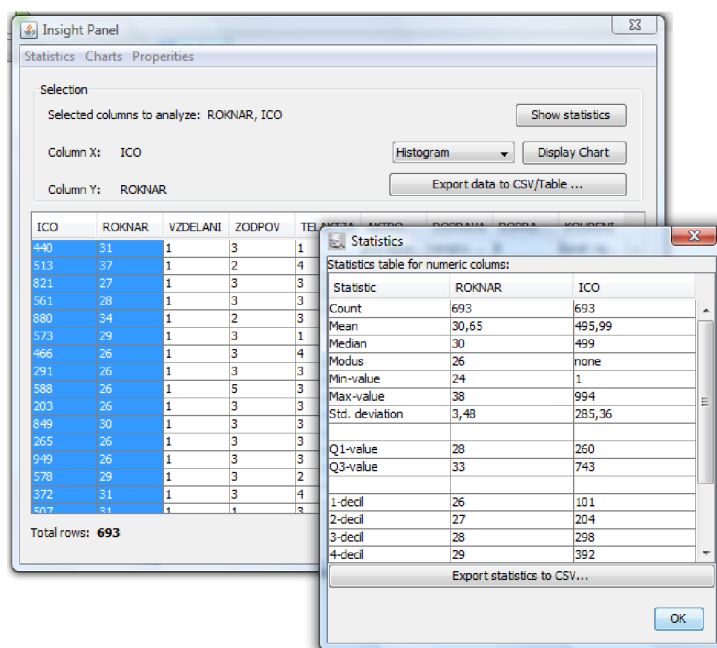 Insight Panel
Statistics Charts Properities
Selection
Selected columns to analyze: ROKNAR, ICO
Show statistics
Column X: ICO
Histogram
Display Chart
Column Y: ROKNAR
Export data to CSV/Table ...
ICO ROKNAR VZDELANI ZODPOV
440 31 1 3 1
513 37 1 2 4
821 27 1 3 3
561 28 1 3 3
880 34 1 2 3
573 29 1 3 1
466 26 1 3 4
291 26 1 3 3
588 26 1 5 3
203 26 1 3 3
849 30 1 3 3
265 26 1 3 3
949 26 1 3 3
578 29 1 3 2
372 31 1 3 4
507 31 1 1 3
Total rows: 693
Statistics
Statistics table for numeric colums:
Statistic ROKNAR ICO
Count 693 693
Mean 30,65 495,99
Median 30 499
Modus 26 none
Min-value 24 1
Max-value 38 994
Std. deviation 3,48 285,36
Q1-value 28 260
Q3-value 33 743
1-decil 26 101
2-decil 27 204
3-decil 28 298
4-decil 29 392
Export statistics to CSV...
OK